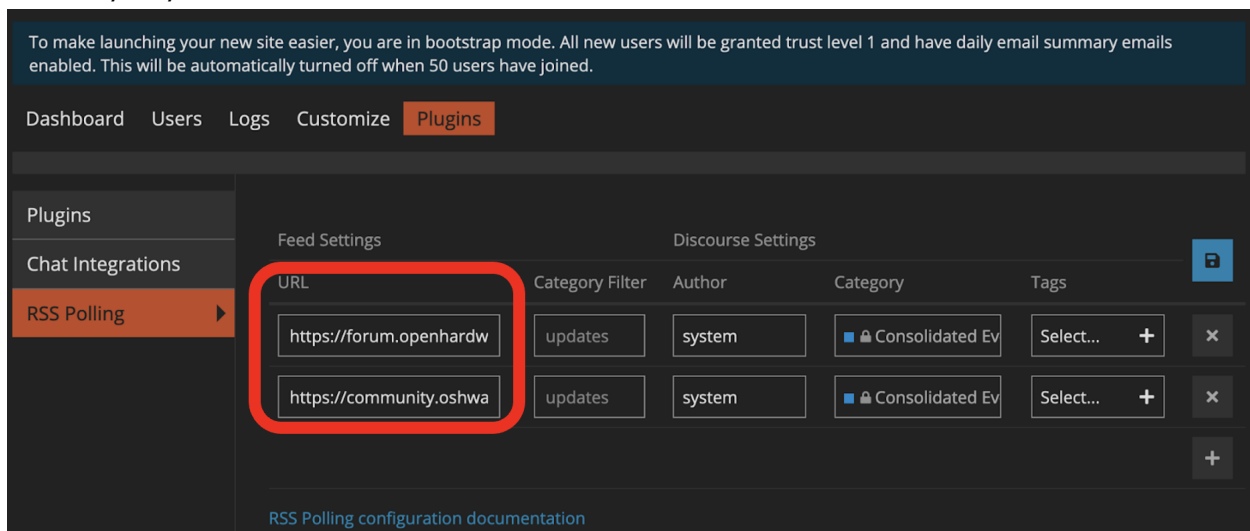 To make launching your new site easier, you are in bootstrap mode. All new users will be granted trust level 1 and have daily email summary emails
enabled. This will be automatically turned off when 50 users have joined.
Dashboard Users Logs Customize Plugins
Plugins
Chat Integrations
RSS Polling
Feed Settings Discourse Settings
URL Category Filter Author Category Tags
https://forum.openhardw updates system Consolidated Ev Select... +
https://community.oshwa updates system Consolidated Ev Select... +
RSS Polling configuration documentation